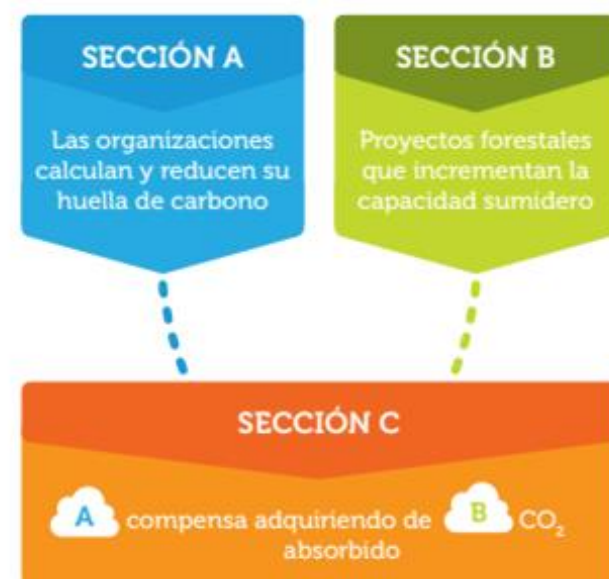 SECCIÓN A
Las organizaciones
calculan y reducen su
huella de carbono
SECCIÓN B
Proyectos forestales
que incrementan la
capacidad sumidero
SECCIÓN C
A compensa adquiriendo de B CO₂
absorbido